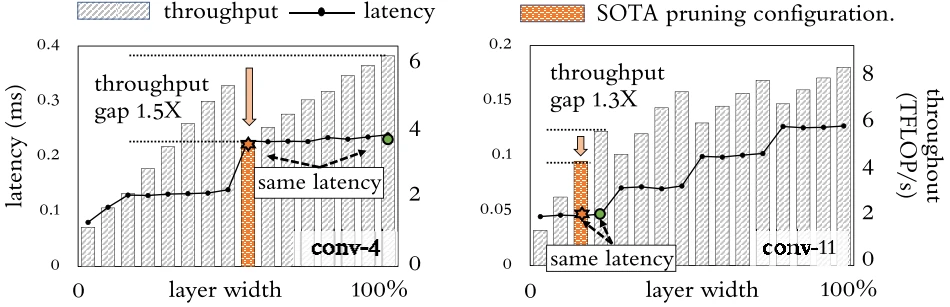 throughput latency
SOTA pruning configuration.
latency (ms)
0.4
0.3
0.2
0.1
0
throughput
gap 1.5X
same latency
conv-4
6
4
2
0
0 layer width 100%
0.2
0.15
0.1
0.05
0
throughput
gap 1.3X
same latency
conv-11
8
6
4
2
0
throughout
(TFLOP/s)
0 layer width 100%